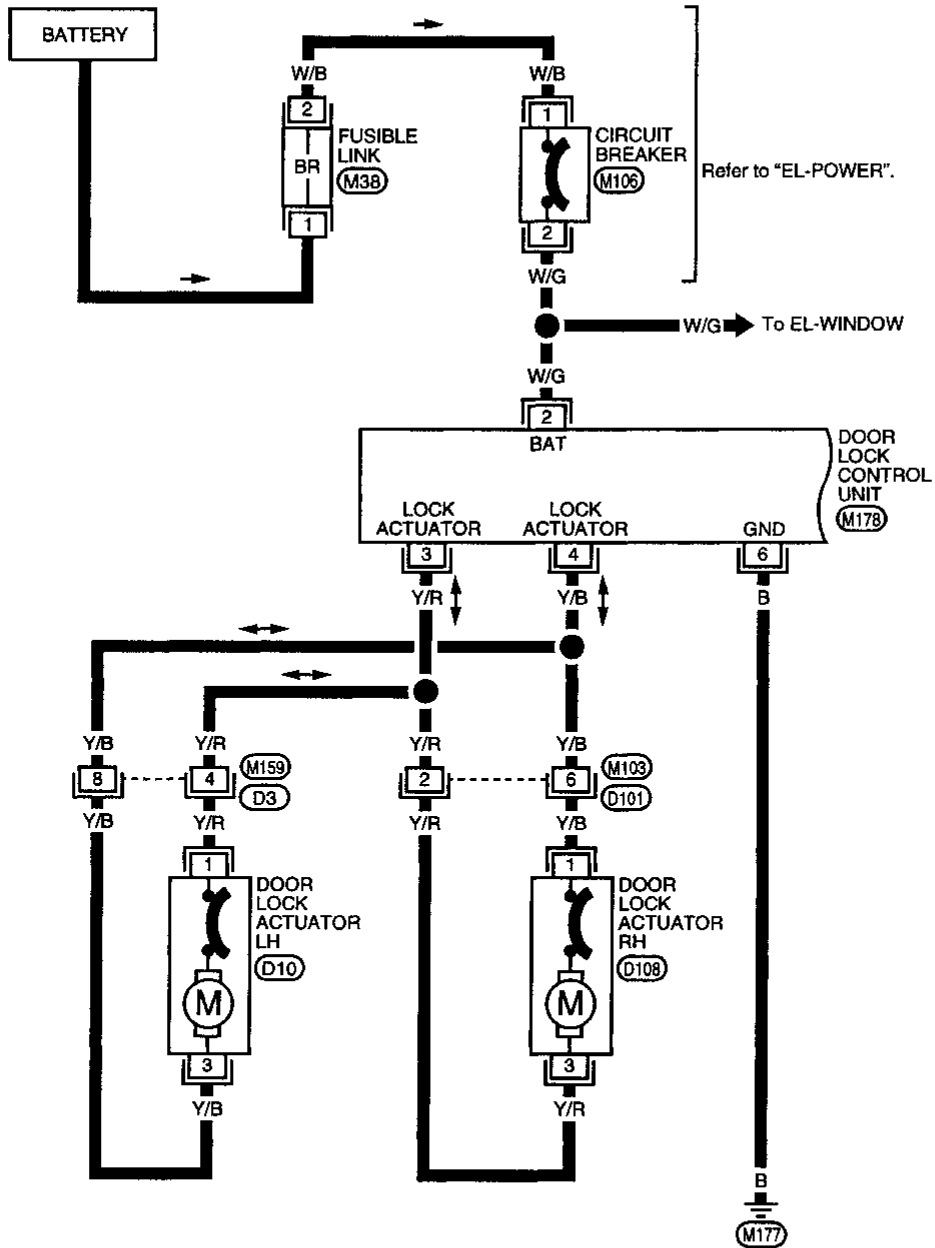 BATTERY
W/B
W/B
2
1
FUSIBLE
LINK
M38
BR
1
CIRCUIT
BREAKER
M106
2
Refer to "EL-POWER".
W/G
W/G
To EL-WINDOW
W/G
2
BAT
DOOR
LOCK
CONTROL
UNIT
M178
LOCK
ACTUATOR
LOCK
ACTUATOR
GND
3
4
6
Y/R
Y/B
B
Y/B
Y/R
Y/R
Y/B
8
4
M159
D3
2
6
M103
D101
Y/B
Y/R
Y/R
Y/B
1
DOOR
LOCK
ACTUATOR
LH
D10
M
3
Y/B
1
DOOR
LOCK
ACTUATOR
RH
D108
M
3
Y/R
B
M177